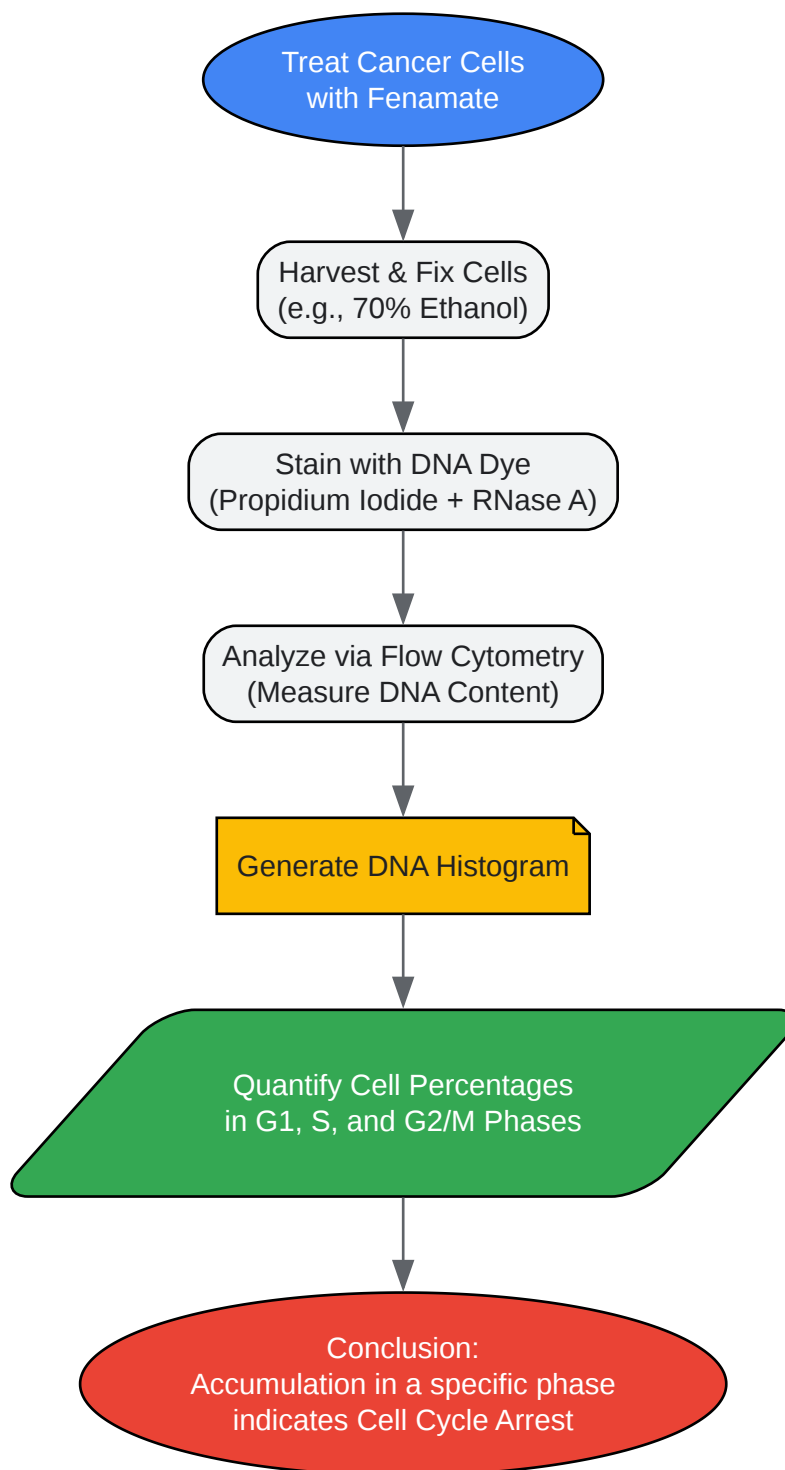 Treat Cancer Cells
with Fenamate
Harvest & Fix Cells
(e.g., 70% Ethanol)
Stain with DNA Dye
(Propidium Iodide + RNase A)
Analyze via Flow Cytometry
(Measure DNA Content)
Generate DNA Histogram
Quantify Cell Percentages
in G1, S, and G2/M Phases
Conclusion:
Accumulation in a specific phase
indicates Cell Cycle Arrest